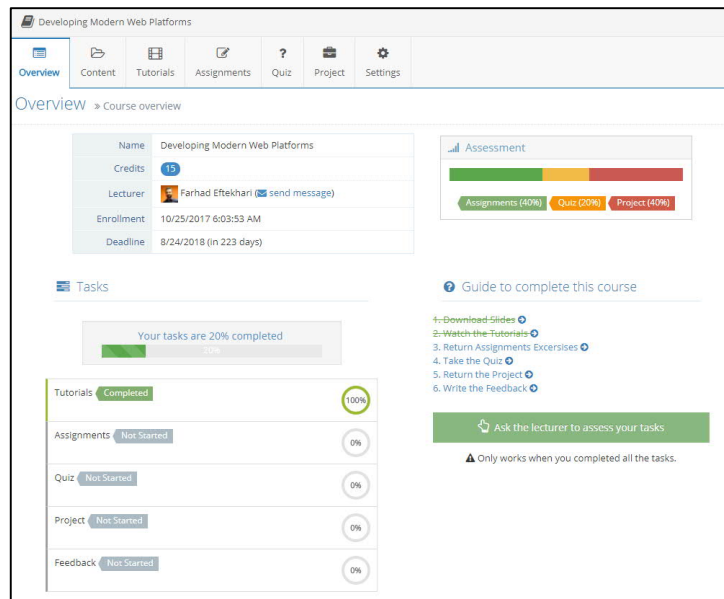 Developing Modern Web Platforms
Overview
Content
Tutorials
Assignments
Quiz
Project
Settings
Overview » Course overview
Name Developing Modern Web Platforms
Credits 15
Lecturer Farhad Eftekhari (send message)
Enrollment 10/25/2017 6:03:53 AM
Deadline 8/24/2018 (in 223 days)
Assessment
Assignments (40%) Quiz (20%) Project (40%)
Tasks
Your tasks are 20% completed
20%
Tutorials Completed 100%
Assignments Not Started 0%
Quiz Not Started 0%
Project Not Started 0%
Feedback Not Started 0%
Guide to complete this course
1. Download Slides
2. Watch the Tutorials
3. Return Assignments Excersises
4. Take the Quiz
5. Return the Project
6. Write the Feedback
Ask the lecturer to assess your tasks
Only works when you completed all the tasks.